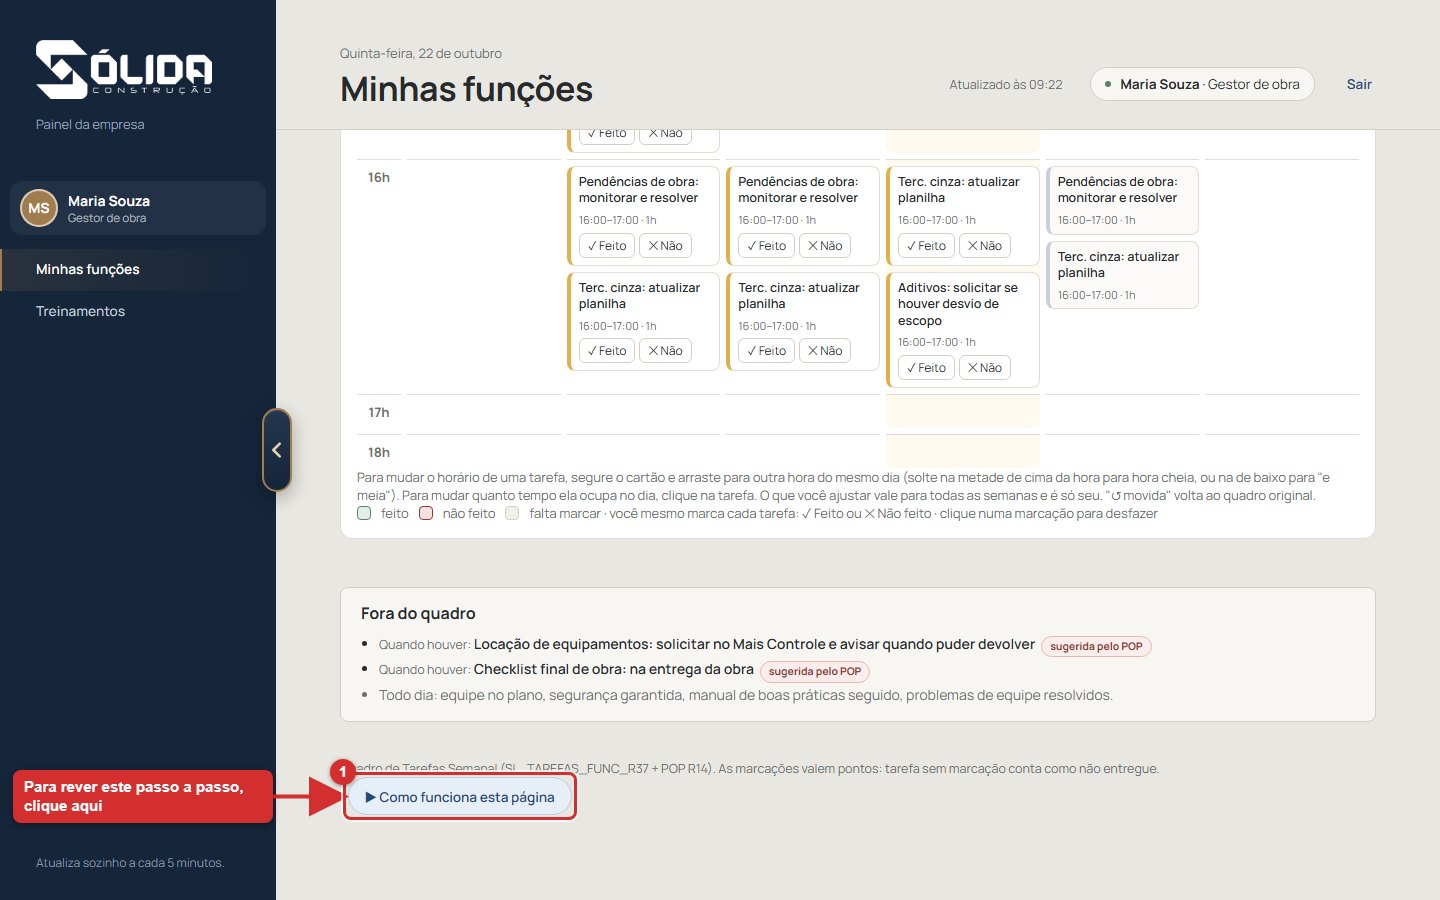 SÓLIDA
CONSTRUÇÃO
Painel da empresa
MS
Maria Souza
Gestor de obra
Minhas funções
Treinamentos
Atualiza sozinho a cada 5 minutos.
Quinta-feira, 22 de outubro
Minhas funções
Atualizado às 09:22
Maria Souza · Gestor de obra
Sair
✓ Feito
✕ Não
16h
Pendências de obra:
monitorar e resolver
16:00–17:00 · 1h
✓ Feito
✕ Não
Terc. cinza: atualizar
planilha
16:00–17:00 · 1h
✓ Feito
✕ Não
Pendências de obra:
monitorar e resolver
16:00–17:00 · 1h
✓ Feito
✕ Não
Terc. cinza: atualizar
planilha
16:00–17:00 · 1h
✓ Feito
✕ Não
Terc. cinza: atualizar
planilha
16:00–17:00 · 1h
✓ Feito
✕ Não
Aditivos: solicitar se
houver desvio de
escopo
16:00–17:00 · 1h
✓ Feito
✕ Não
Pendências de obra:
monitorar e resolver
16:00–17:00 · 1h
Terc. cinza: atualizar
planilha
16:00–17:00 · 1h
17h
18h
Para mudar o horário de uma tarefa, segure o cartão e arraste para outra hora do mesmo dia (solte na metade de cima da hora para hora cheia, ou na de baixo para "e
meia"). Para mudar quanto tempo ela ocupa no dia, clique na tarefa. O que você ajustar vale para todas as semanas e é só seu. "↺ movida" volta ao quadro original.
feito não feito falta marcar · você mesmo marca cada tarefa: ✓ Feito ou ✕ Não feito · clique numa marcação para desfazer
Fora do quadro
• Quando houver: Locação de equipamentos: solicitar no Mais Controle e avisar quando puder devolver sugerida pelo POP
• Quando houver: Checklist final de obra: na entrega da obra sugerida pelo POP
• Todo dia: equipe no plano, segurança garantida, manual de boas práticas seguido, problemas de equipe resolvidos.
de Tarefas Semanal TAREFAS_FUNC_R37 + POP R14). As marcações valem pontos: tarefa sem marcação conta como não entregue.
1
Para rever este passo a passo,
clique aqui
▶ Como funciona esta página